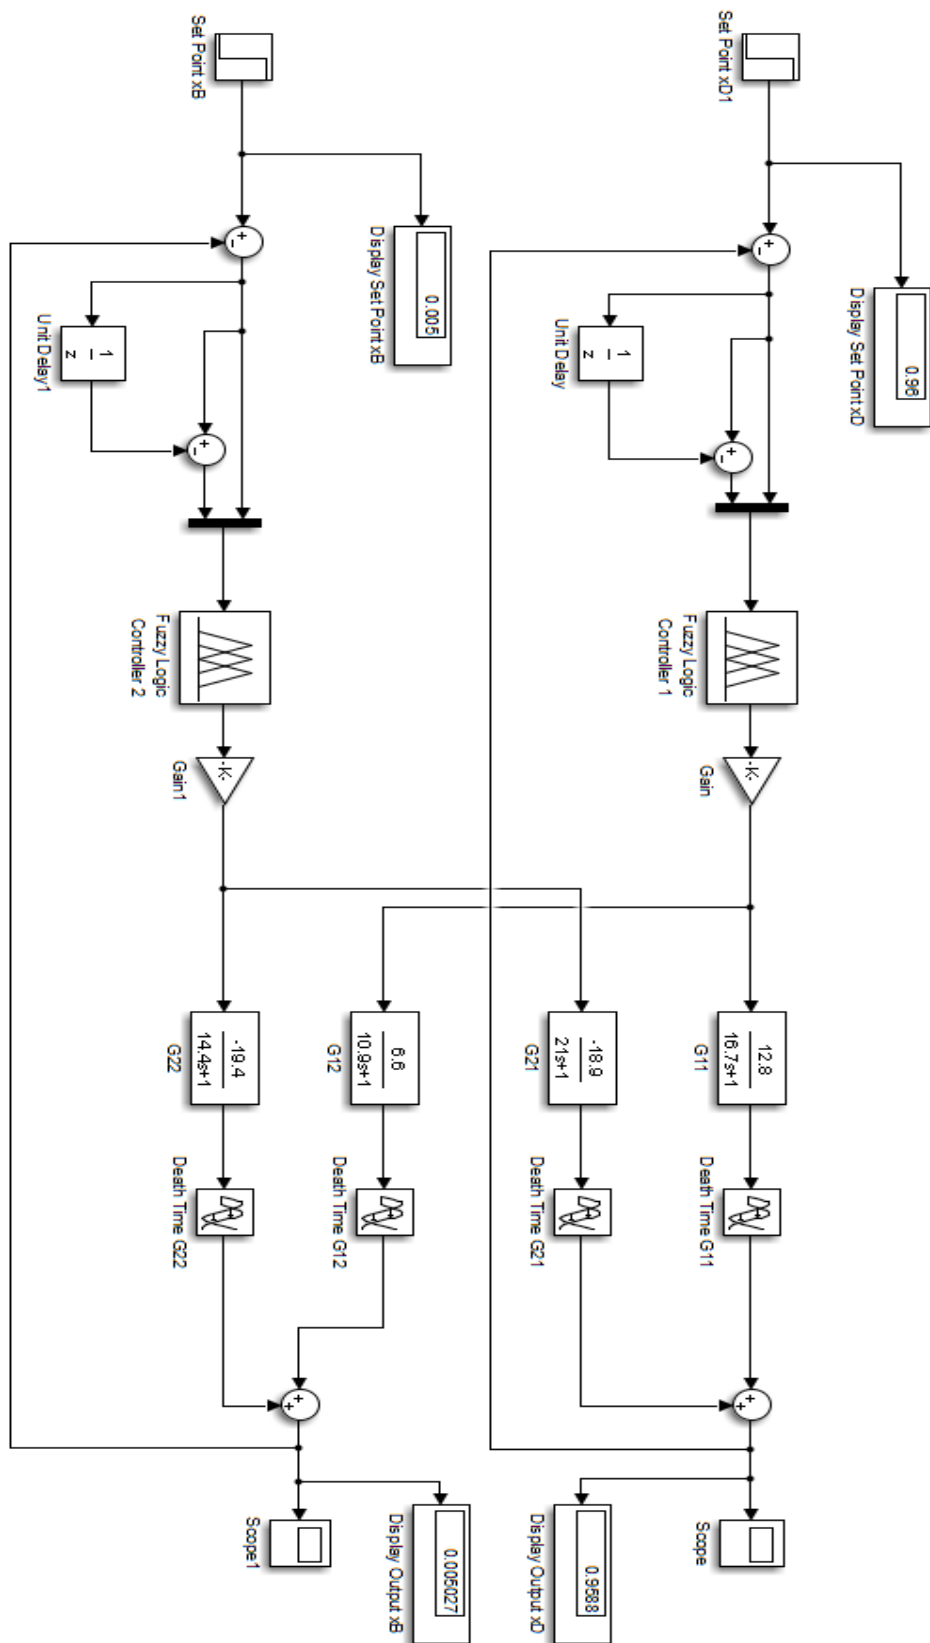 Set Point xD1
0.96
Display Set Point xD
+
-
1
z
Unit Delay
+
-
Fuzzy Logic
Controller 1
-K-
Gain
12.8
16.7s+1
G11
Death Time G11
-18.9
21s+1
G21
Death Time G21
+
+
Scope
0.9588
Display Output xD
Set Point xB
0.005
Display Set Point xB
+
-
1
z
Unit Delay1
+
-
Fuzzy Logic
Controller 2
-K-
Gain1
6.6
10.9s+1
G12
Death Time G12
-19.4
14.4s+1
G22
Death Time G22
+
+
0.005027
Display Output xB
Scope1